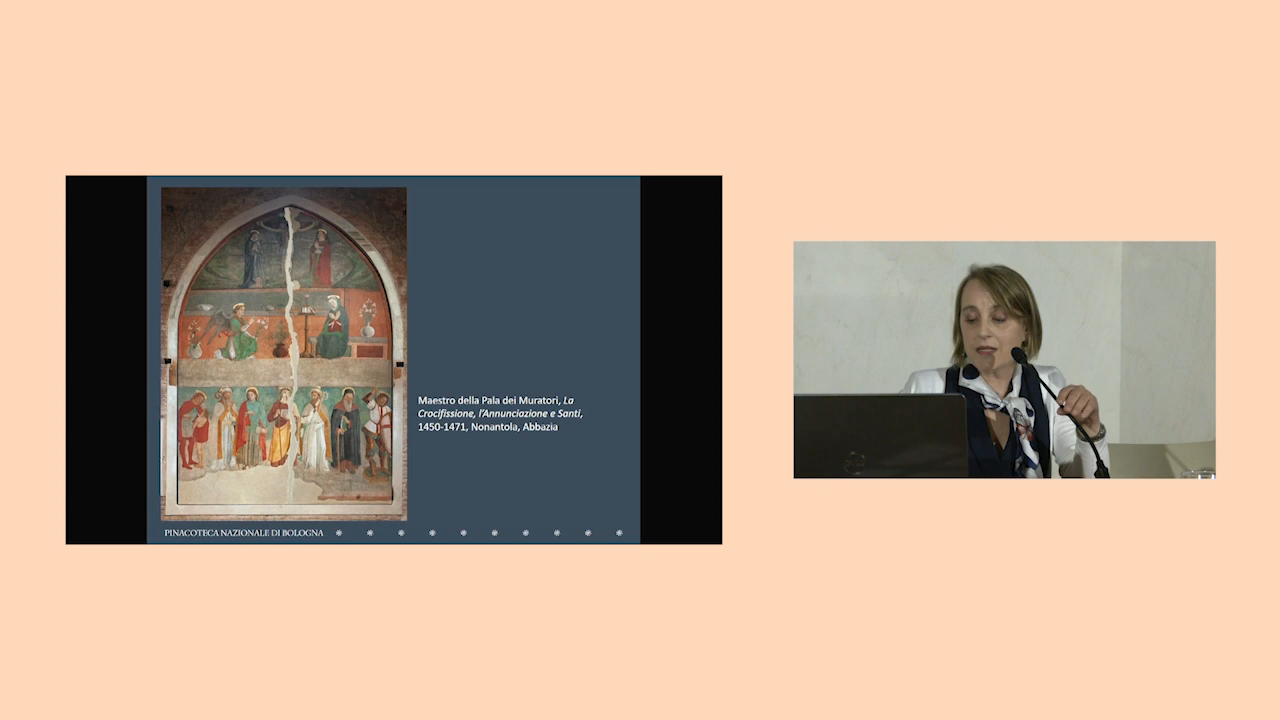 Maestro della Pala dei Muratori, La
Crocifissione, l'Annunciazione e Santi,
1450-1471, Nonantola, Abbazia
PINACOTECA NAZIONALE DI BOLOGNA